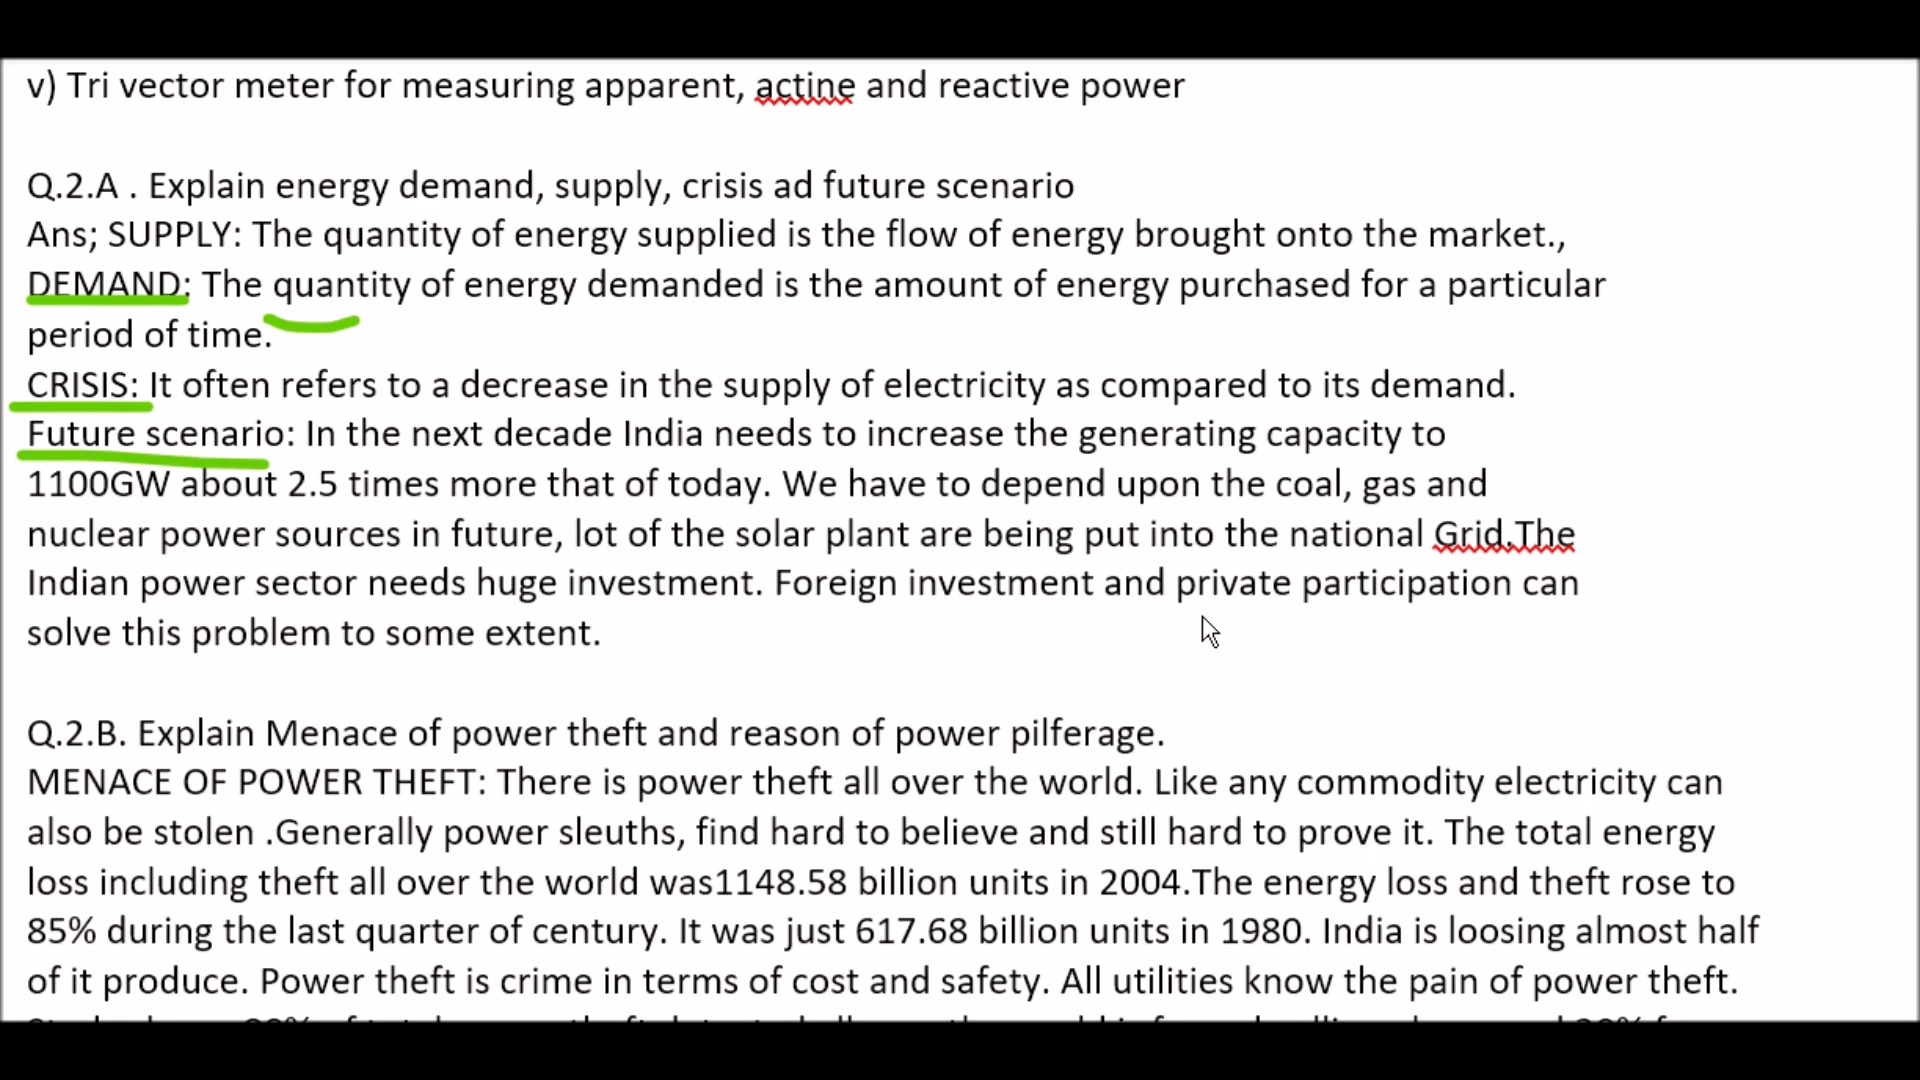 v) Tri vector meter for measuring apparent, actine and reactive power
Q.2.A . Explain energy demand, supply, crisis ad future scenario
Ans; SUPPLY: The quantity of energy supplied is the flow of energy brought onto the market.,
DEMAND: The quantity of energy demanded is the amount of energy purchased for a particular
period of time.
CRISIS: It often refers to a decrease in the supply of electricity as compared to its demand.
Future scenario: In the next decade India needs to increase the generating capacity to
1100GW about 2.5 times more that of today. We have to depend upon the coal, gas and
nuclear power sources in future, lot of the solar plant are being put into the national Grid.The
Indian power sector needs huge investment. Foreign investment and private participation can
solve this problem to some extent.
Q.2.B. Explain Menace of power theft and reason of power pilferage.
MENACE OF POWER THEFT: There is power theft all over the world. Like any commodity electricity can
also be stolen .Generally power sleuths, find hard to believe and still hard to prove it. The total energy
loss including theft all over the world was1148.58 billion units in 2004.The energy loss and theft rose to
85% during the last quarter of century. It was just 617.68 billion units in 1980. India is loosing almost half
of it produce. Power theft is crime in terms of cost and safety. All utilities know the pain of power theft.